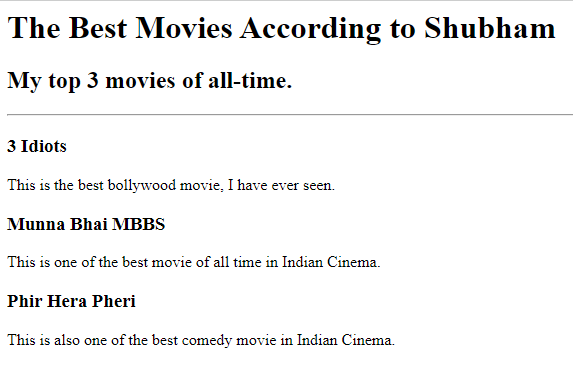 The Best Movies According to Shubham
My top 3 movies of all-time.
3 Idiots
This is the best bollywood movie, I have ever seen.
Munna Bhai MBBS
This is one of the best movie of all time in Indian Cinema.
Phir Hera Pheri
This is also one of the best comedy movie in Indian Cinema.